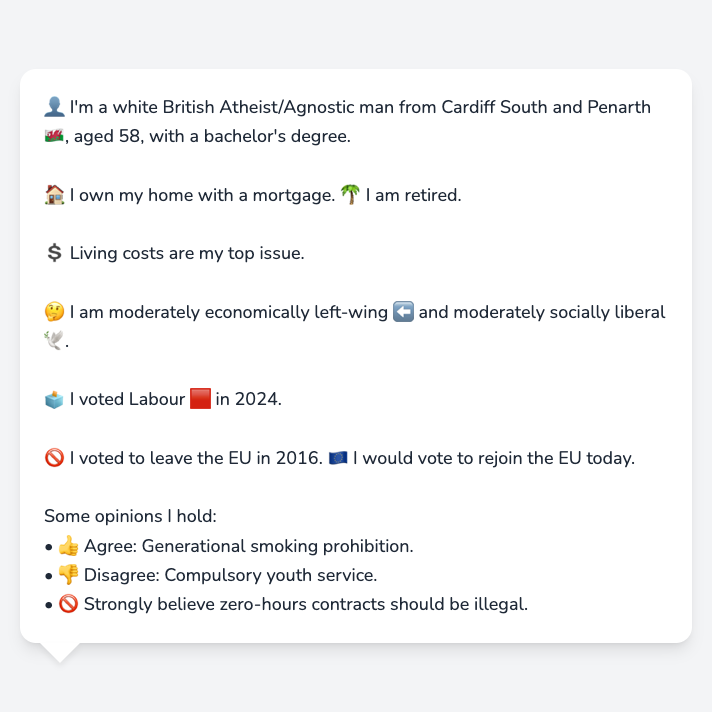 👤 I'm a white British Atheist/Agnostic man from Cardiff South and Penarth
🏴󠁧󠁢󠁷󠁬󠁳󠁿, aged 58, with a bachelor's degree.
🏠 I own my home with a mortgage. 🌴 I am retired.
💲 Living costs are my top issue.
🤔 I am moderately economically left-wing ⬅️ and moderately socially liberal
🕊️.
🗳️ I voted Labour 🟥 in 2024.
🚫 I voted to leave the EU in 2016. 🇪🇺 I would vote to rejoin the EU today.
Some opinions I hold:
• 👍 Agree: Generational smoking prohibition.
• 👎 Disagree: Compulsory youth service.
• 🚫 Strongly believe zero-hours contracts should be illegal.